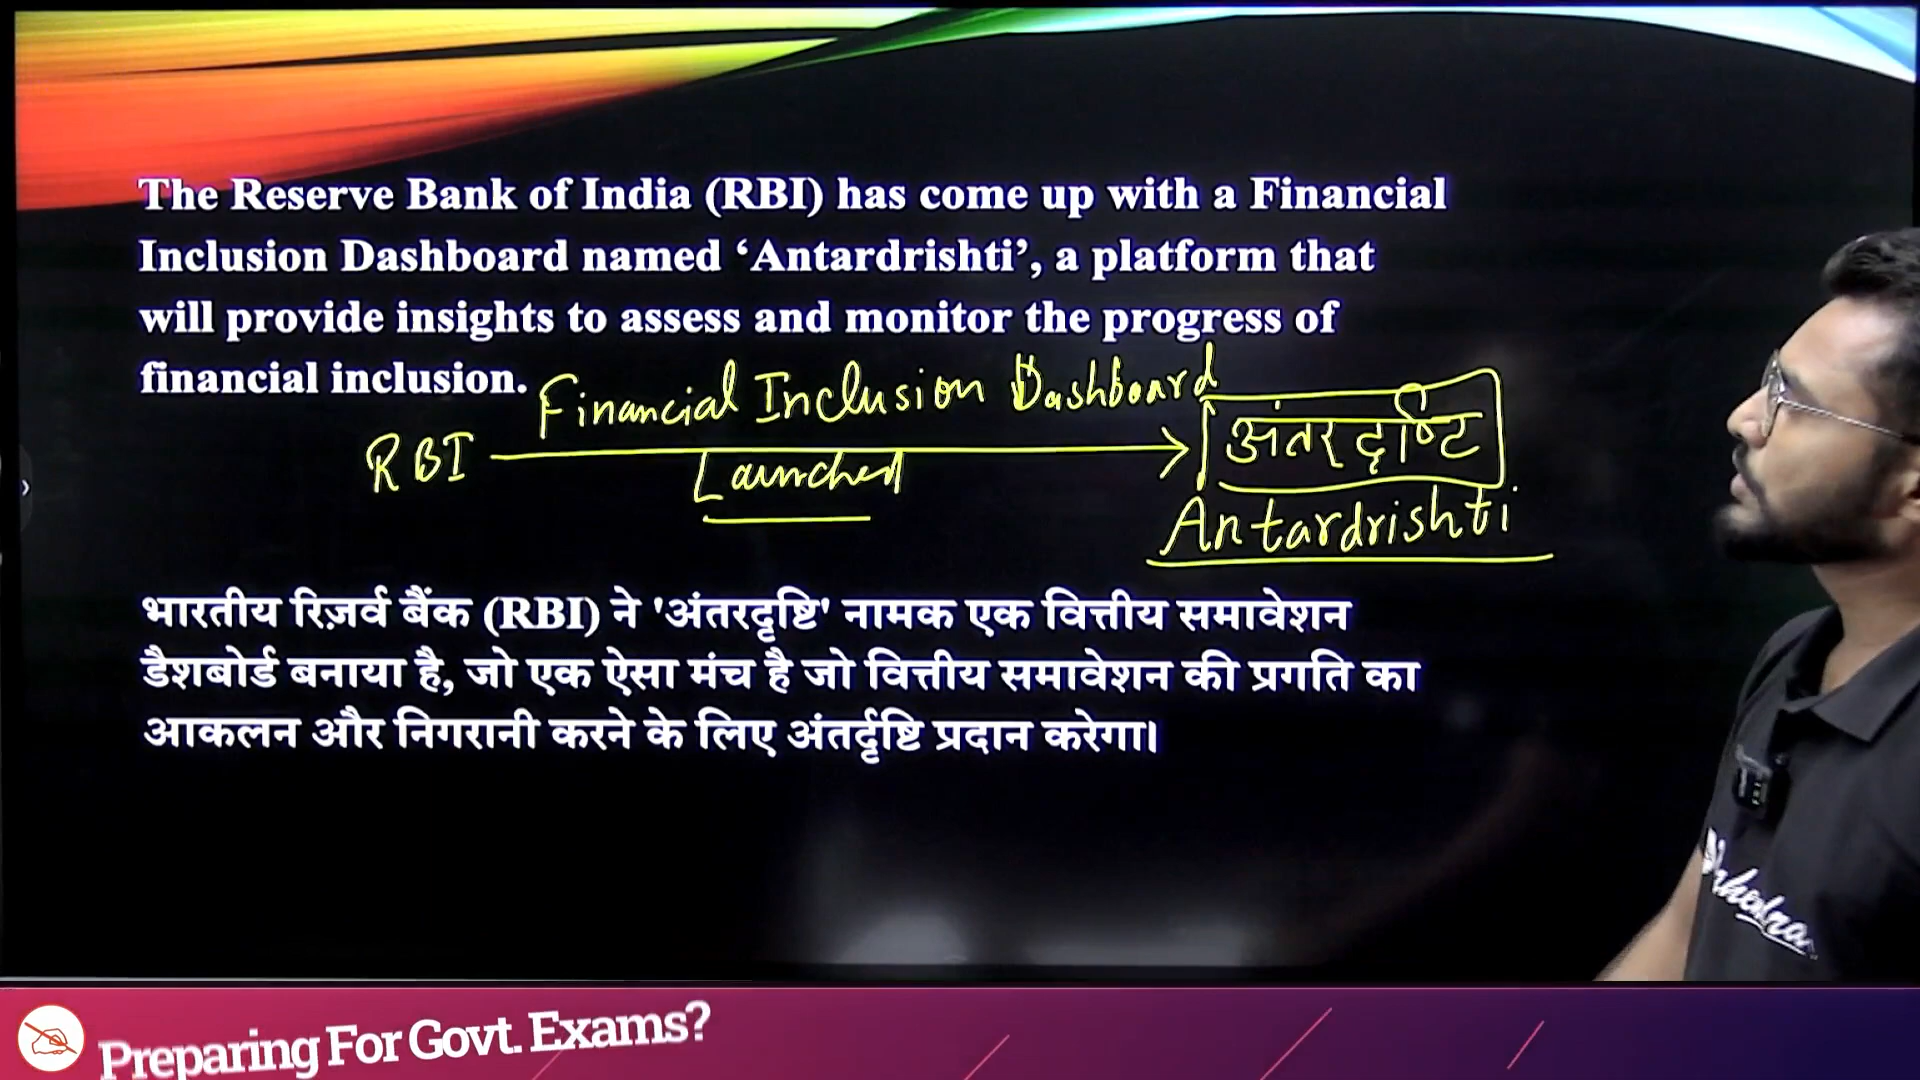 The Reserve Bank of India (RBI) has come up with a Financial
Inclusion Dashboard named ‘Antardrishti’, a platform that
will provide insights to assess and monitor the progress of
financial inclusion.
Financial Inclusion Dashboard
RBI
Launched
अंतरदृष्टि
Antardrishti
भारतीय रिज़र्व बैंक (RBI) ने 'अंतरदृष्टि' नामक एक वित्तीय समावेशन
डैशबोर्ड बनाया है, जो एक ऐसा मंच है जो वित्तीय समावेशन की प्रगति का
आकलन और निगरानी करने के लिए अंतर्दृष्टि प्रदान करेगा।
Preparing For Govt. Exams?